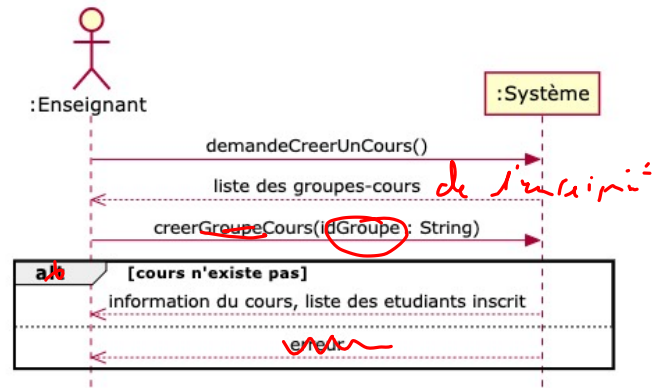 :Enseignant
:Système
demandeCreerUnCours()
liste des groupes-cours de
creerGroupeCours(idGroupe : String)
alt [cours n'existe pas]
information du cours, liste des etudiants inscrit
erreur